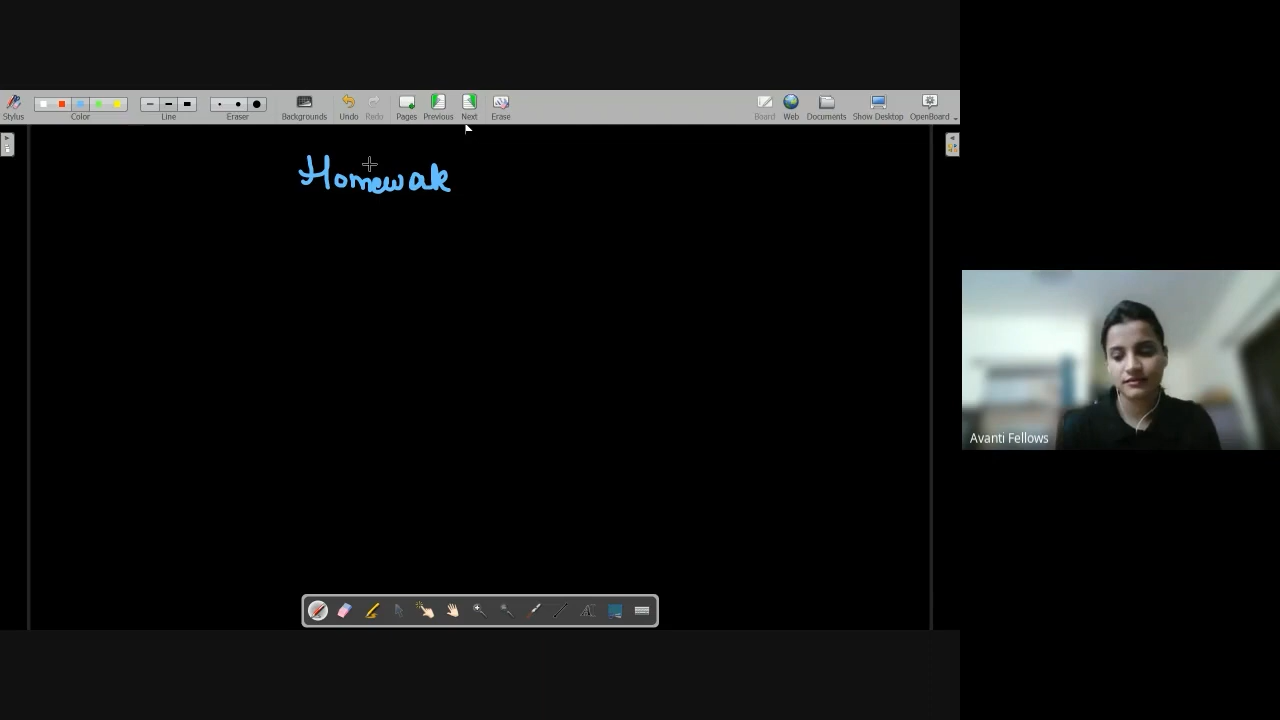 Stylus Color Line Eraser Backgrounds Undo Redo Pages Previous Next Erase Board Web Documents Show Desktop OpenBoard
Homework
Avanti Fellows